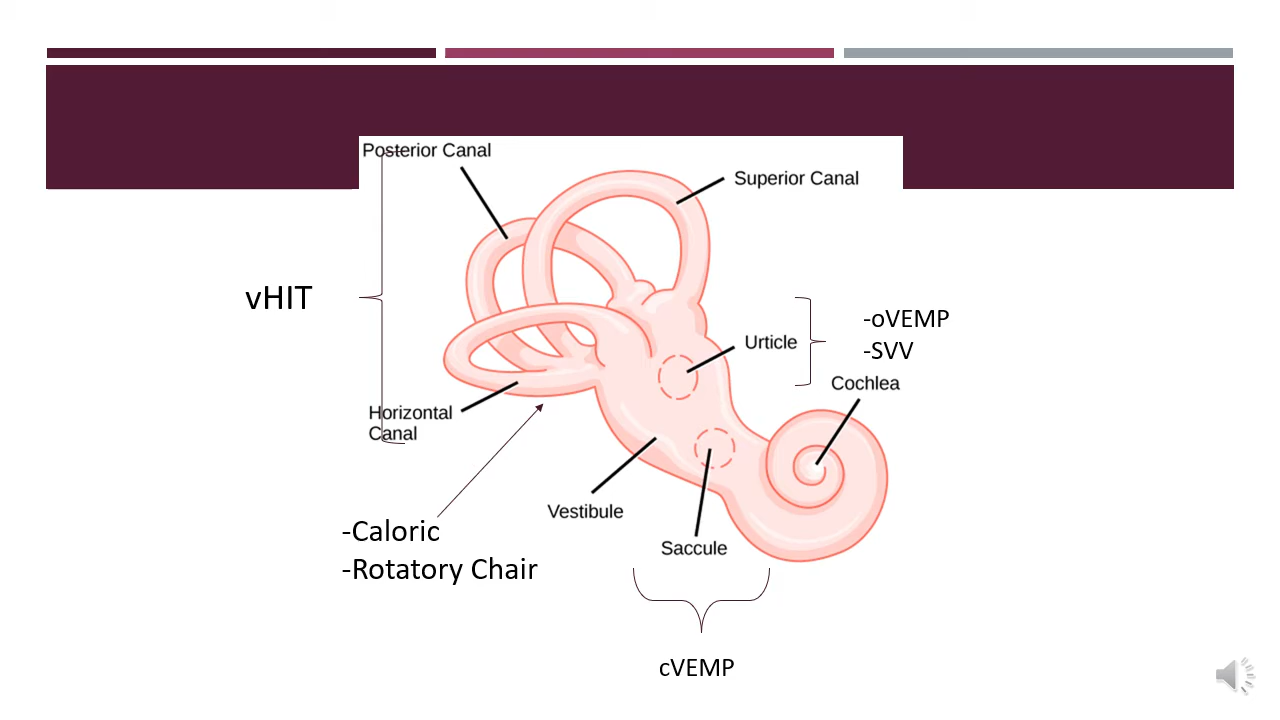 Posterior Canal
Superior Canal
vHIT
-oVEMP
-SVV
Urticle
Cochlea
Horizontal
Canal
Vestibule
-Caloric
-Rotatory Chair
Saccule
cVEMP